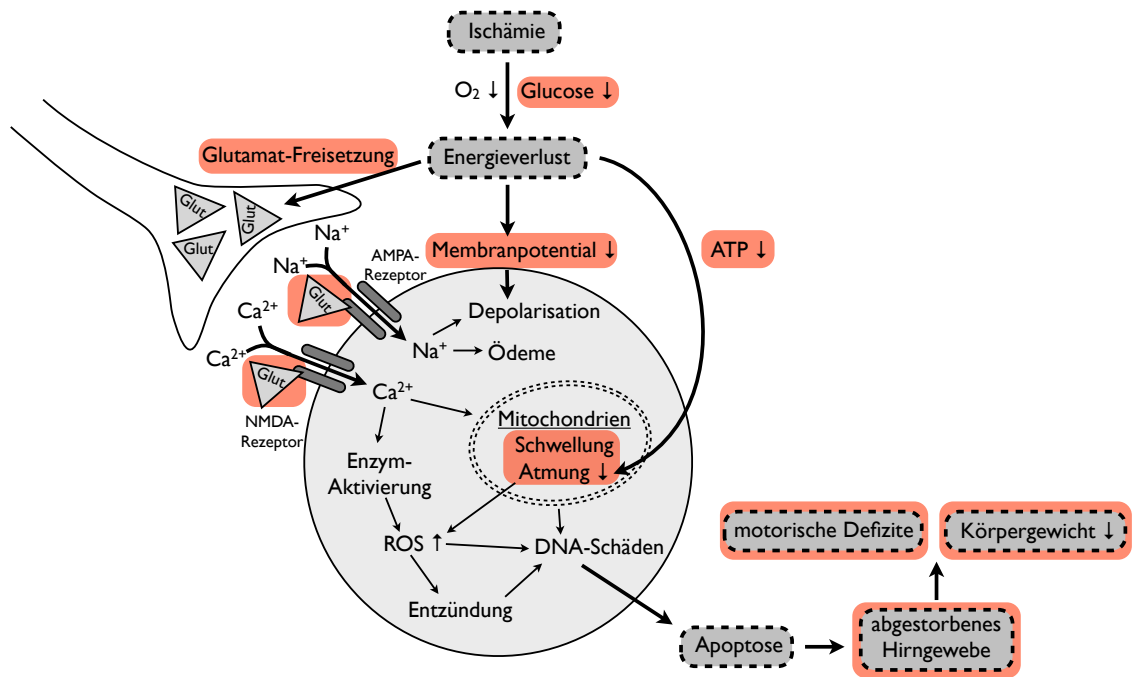 Ischämie
O₂ ↓
Glucose ↓
Glutamat-Freisetzung
Energieverlust
Glut
Glut
Glut
Na⁺
Na⁺
AMPA-
Rezeptor
Membranpotential ↓
ATP ↓
Glut
Ca²⁺
Ca²⁺
Depolarisation
Na⁺
Ödeme
Glut
NMDA-
Rezeptor
Ca²⁺
Mitochondrien
Schwellung
Atmung ↓
Enzym-
Aktivierung
ROS ↑
DNA-Schäden
Entzündung
motorische Defizite
Körpergewicht ↓
Apoptose
abgestorbenes
Hirngewebe